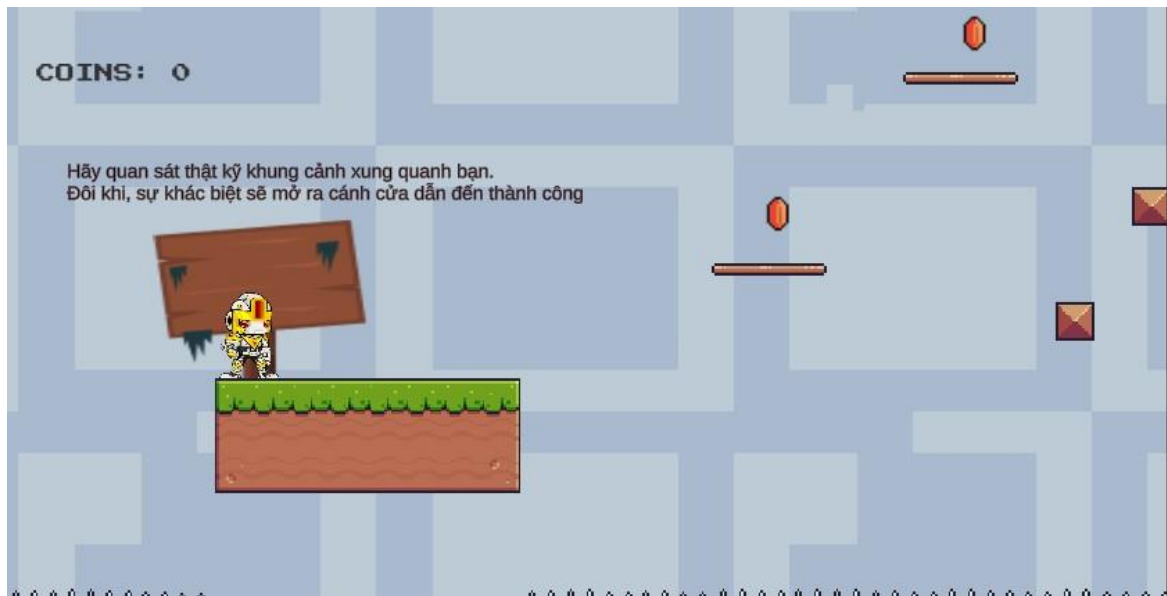 COINS: 0
Hãy quan sát thật kỹ khung cảnh xung quanh bạn.
Đôi khi, sự khác biệt sẽ mở ra cánh cửa dẫn đến thành công